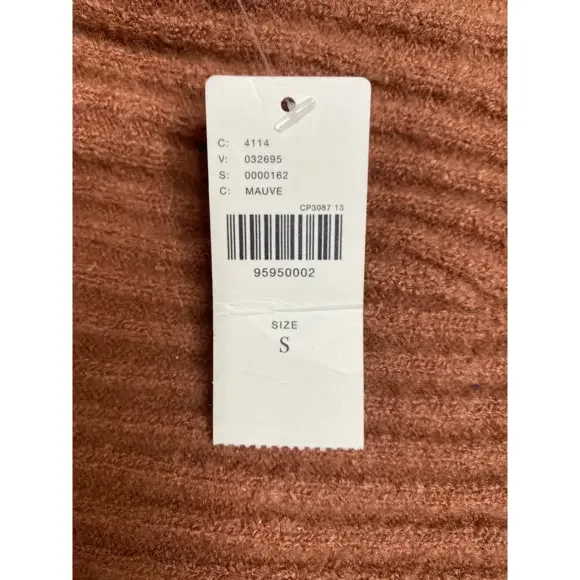 C: 4114
V: 032695
S: 0000162
C: MAUVE
CP3087 13
95950002
SIZE
S